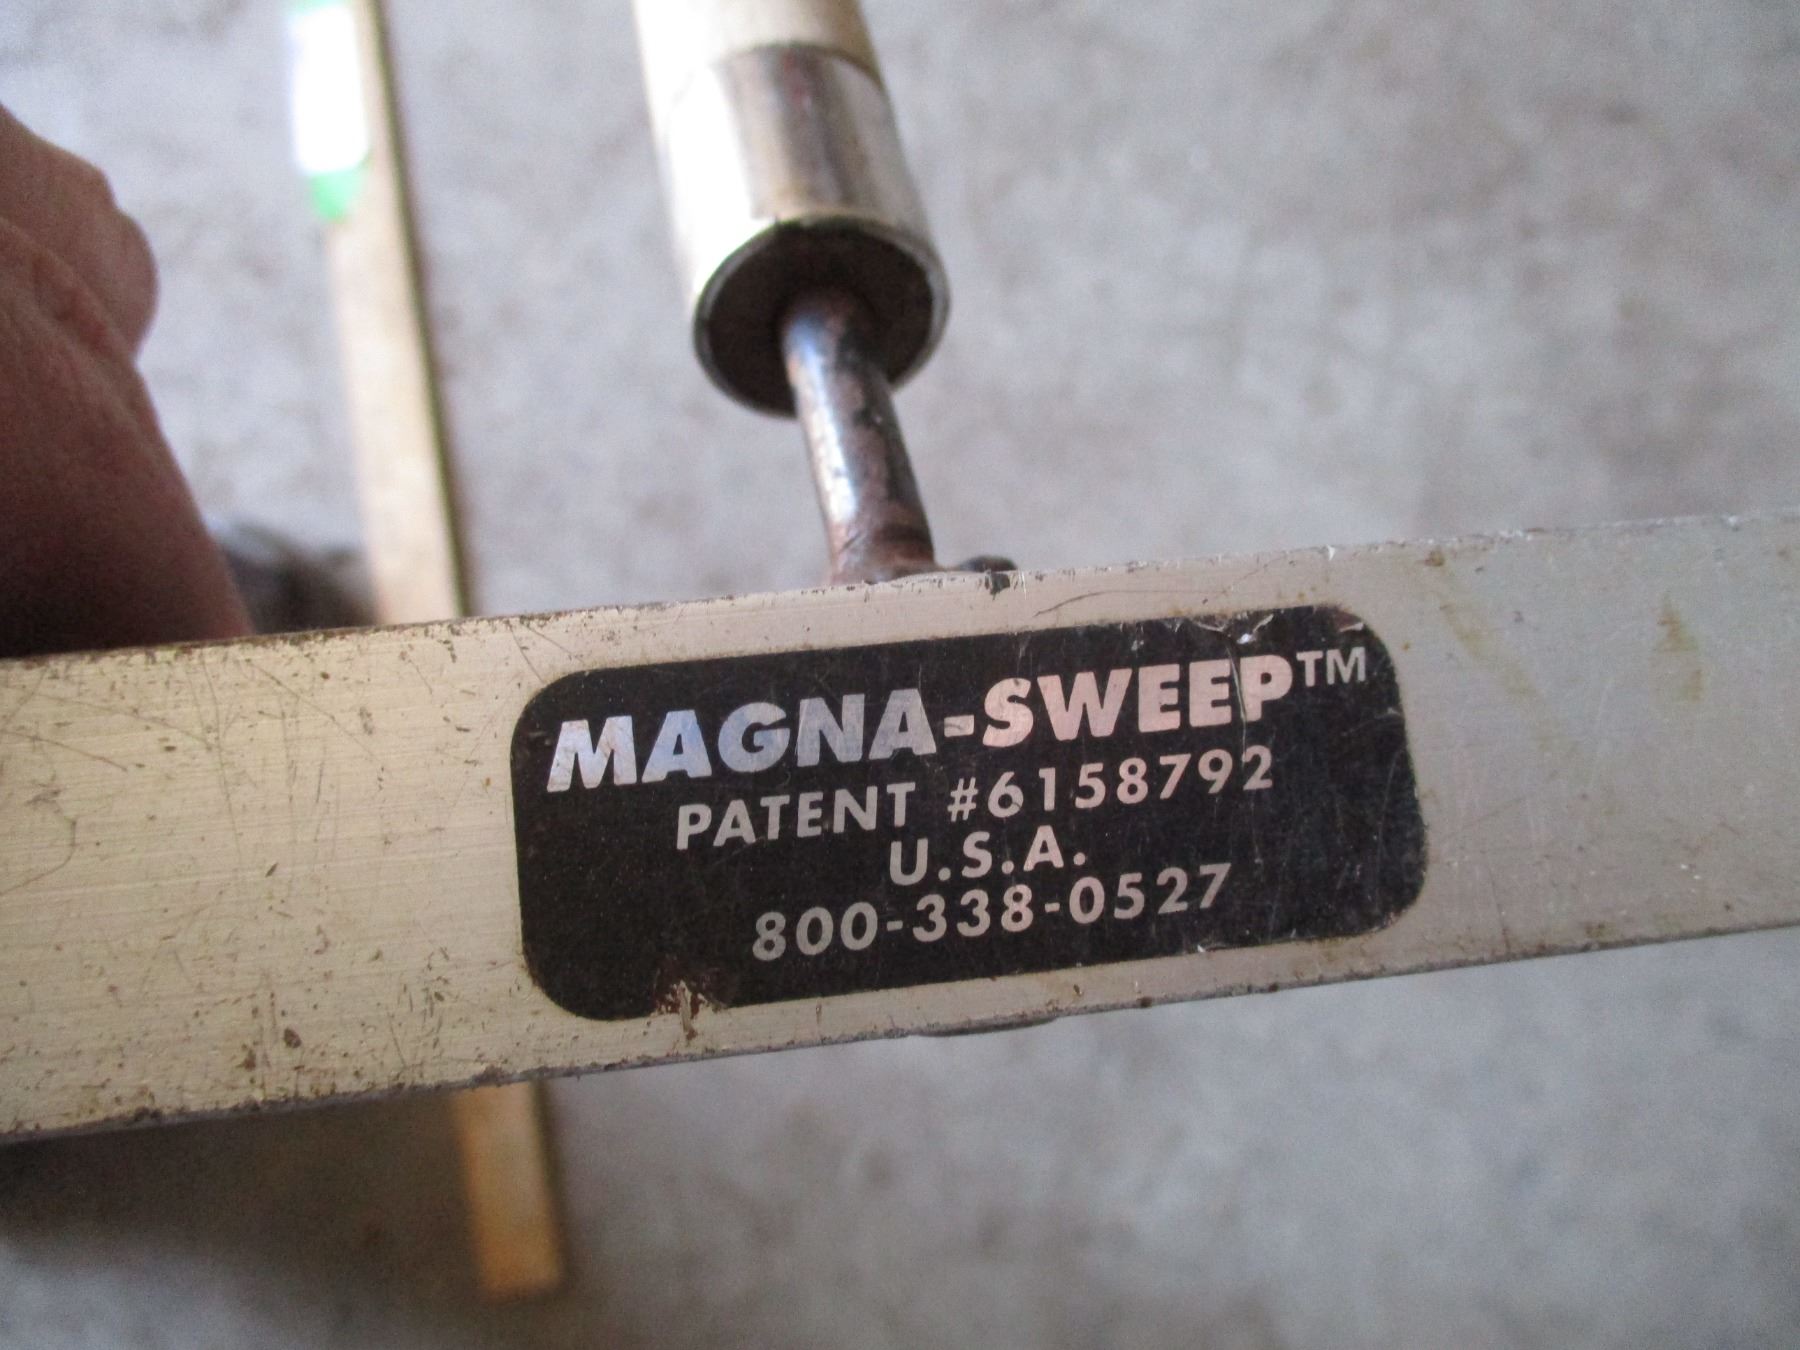 MAGNA-SWEEP™
PATENT #6158792
U.S.A.
800-338-0527